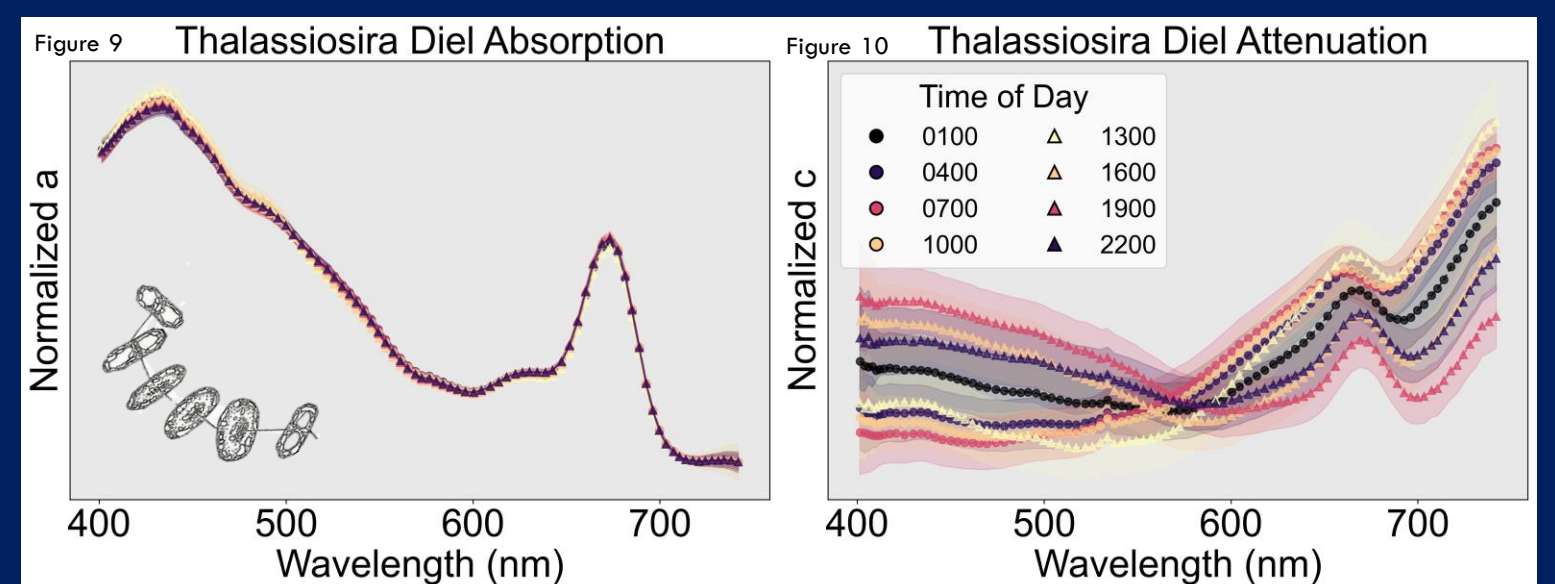 Figure 9
Thalassiosira Diel Absorption
Normalized a
400 500 600 700
Wavelength (nm)
Figure 10
Thalassiosira Diel Attenuation
Time of Day
0100 1300
0400 1600
0700 1900
1000 2200
Normalized c
400 500 600 700
Wavelength (nm)